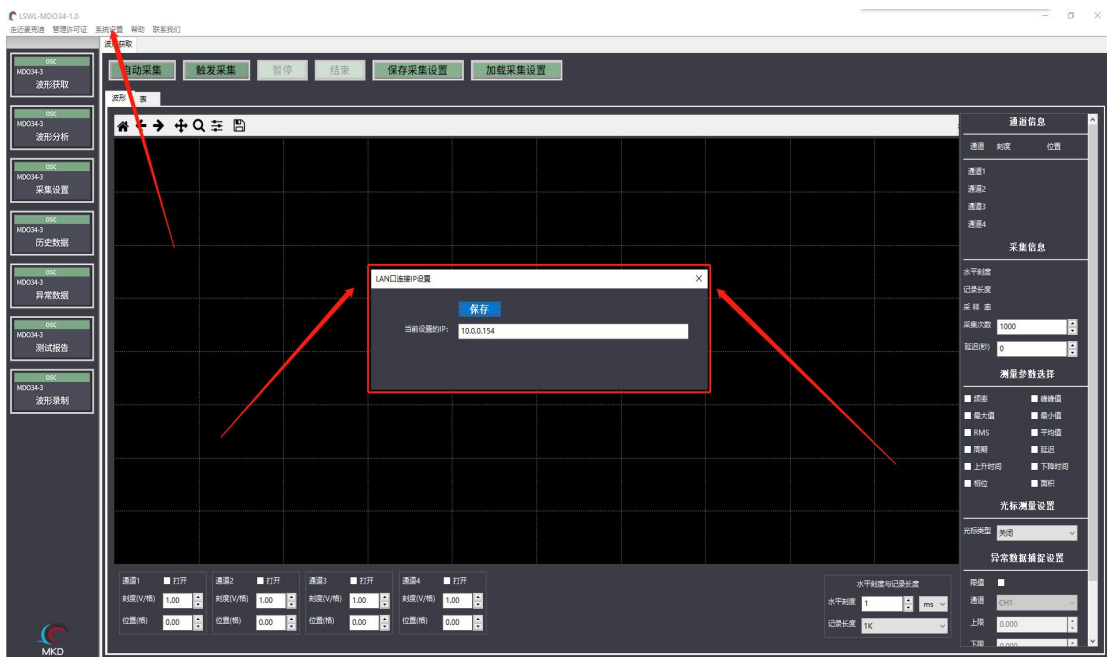 LSWL-MDO34-1.0
走近麦克迪 管理许可证 系统设置 帮助 联系我们
波形获取
OSC
MDO34-3
波形获取
OSC
MDO34-3
波形分析
OSC
MDO34-3
采集设置
OSC
MDO34-3
历史数据
OSC
MDO34-3
异常数据
OSC
MDO34-3
测试报告
OSC
MDO34-3
波形录制
MKD
自动采集 触发采集 暂停 结束 保存采集设置 加载采集设置
波形 表
LAN口连接IP设置
保存
当前设置的IP: 10.0.0.154
通道信息
通道 刻度 位置
通道1
通道2
通道3
通道4
采集信息
水平刻度
记录长度
采 样 率
采集次数 1000
延迟(秒) 0
测量参数选择
频率 峰峰值
最大值 最小值
RMS 平均值
周期 延迟
上升时间 下降时间
相位 面积
光标测量设置
光标类型 关闭
异常数据捕捉设置
限值
通道 CH1
上限 0.000
下限 0.000
通道1 打开 通道2 打开 通道3 打开 通道4 打开
刻度(V/格) 1.00 刻度(V/格) 1.00 刻度(V/格) 1.00 刻度(V/格) 1.00
位置(格) 0.00 位置(格) 0.00 位置(格) 0.00 位置(格) 0.00
水平刻度与记录长度
水平刻度 1 ms
记录长度 1K